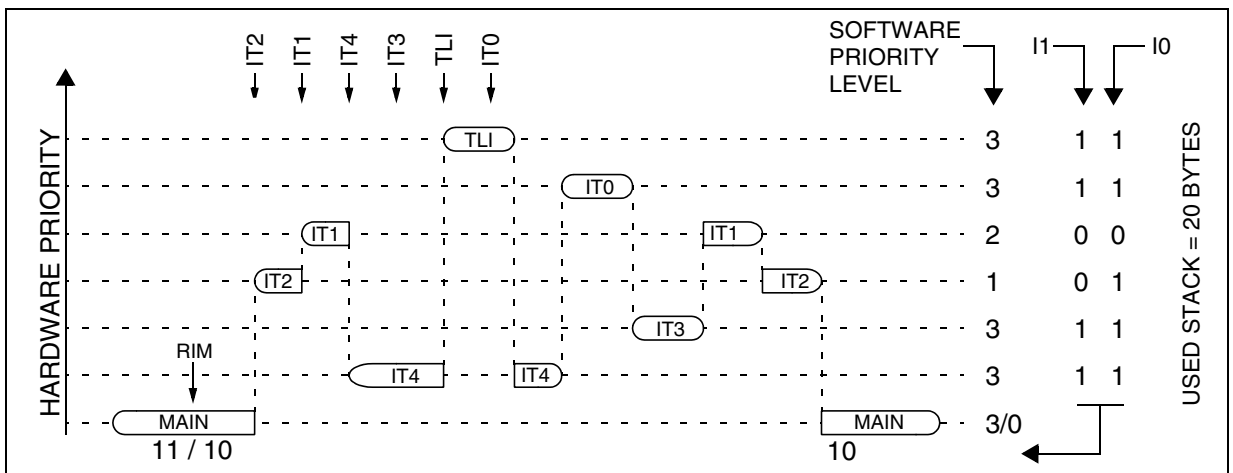 IT2 IT1 IT4 IT3 TLI IT0
SOFTWARE
PRIORITY
LEVEL
I1 I0
HARDWARE PRIORITY
USED STACK = 20 BYTES
TLI 3 1 1
IT0 3 1 1
IT1 IT1 2 0 0
IT2 IT2 1 0 1
IT3 3 1 1
RIM
IT4 IT4 3 1 1
MAIN MAIN 3/0
11 / 10 10